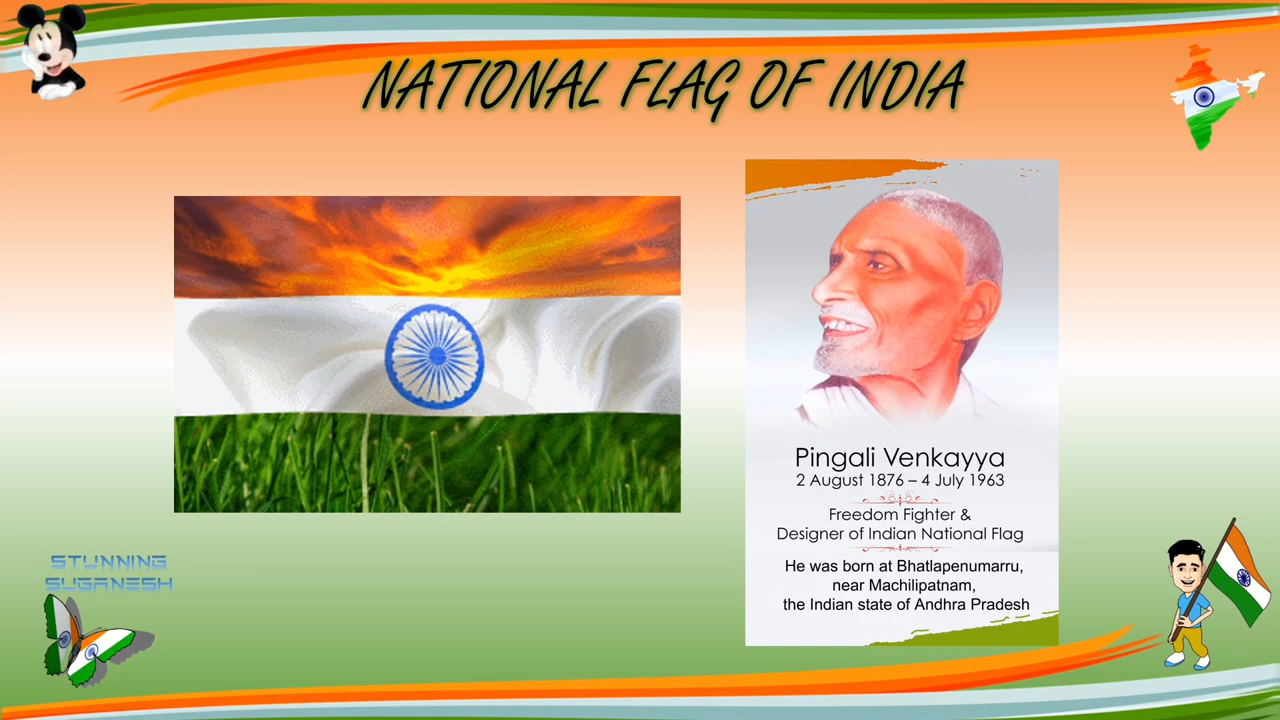 NATIONAL FLAG OF INDIA
Pingali Venkayya
2 August 1876 – 4 July 1963
Freedom Fighter &
Designer of Indian National Flag
He was born at Bhatlapenumarru,
near Machilipatnam,
the Indian state of Andhra Pradesh
STUNNING
SUGANESH